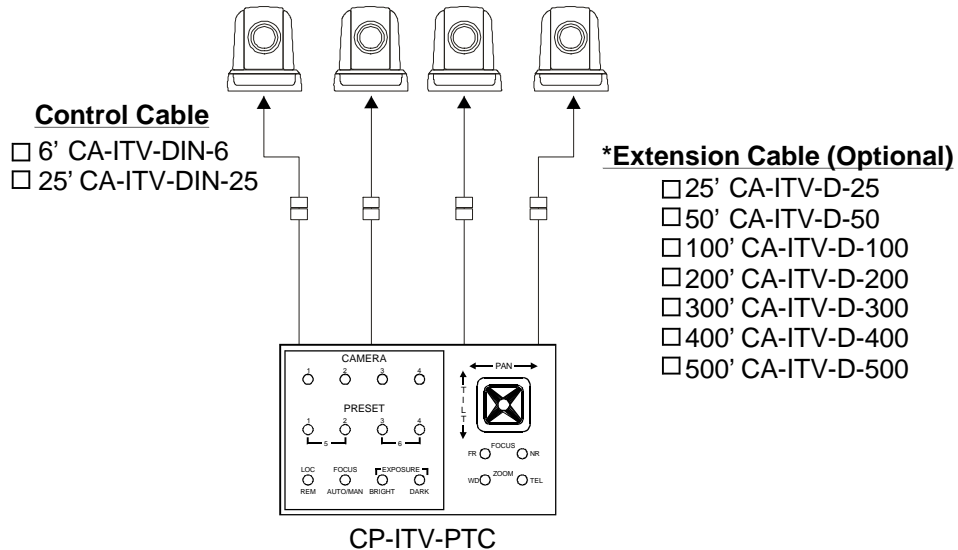 Control Cable
6’ CA-ITV-DIN-6
25’ CA-ITV-DIN-25
*Extension Cable (Optional)
25’ CA-ITV-D-25
50’ CA-ITV-D-50
100’ CA-ITV-D-100
200’ CA-ITV-D-200
300’ CA-ITV-D-300
400’ CA-ITV-D-400
500’ CA-ITV-D-500
CAMERA
1 2 3 4
PRESET
1 2 3 4
5 6
LOC FOCUS EXPOSURE
REM AUTO/MAN BRIGHT DARK
PAN
TILT
FOCUS
FR NR
ZOOM
WD TEL
CP-ITV-PTC